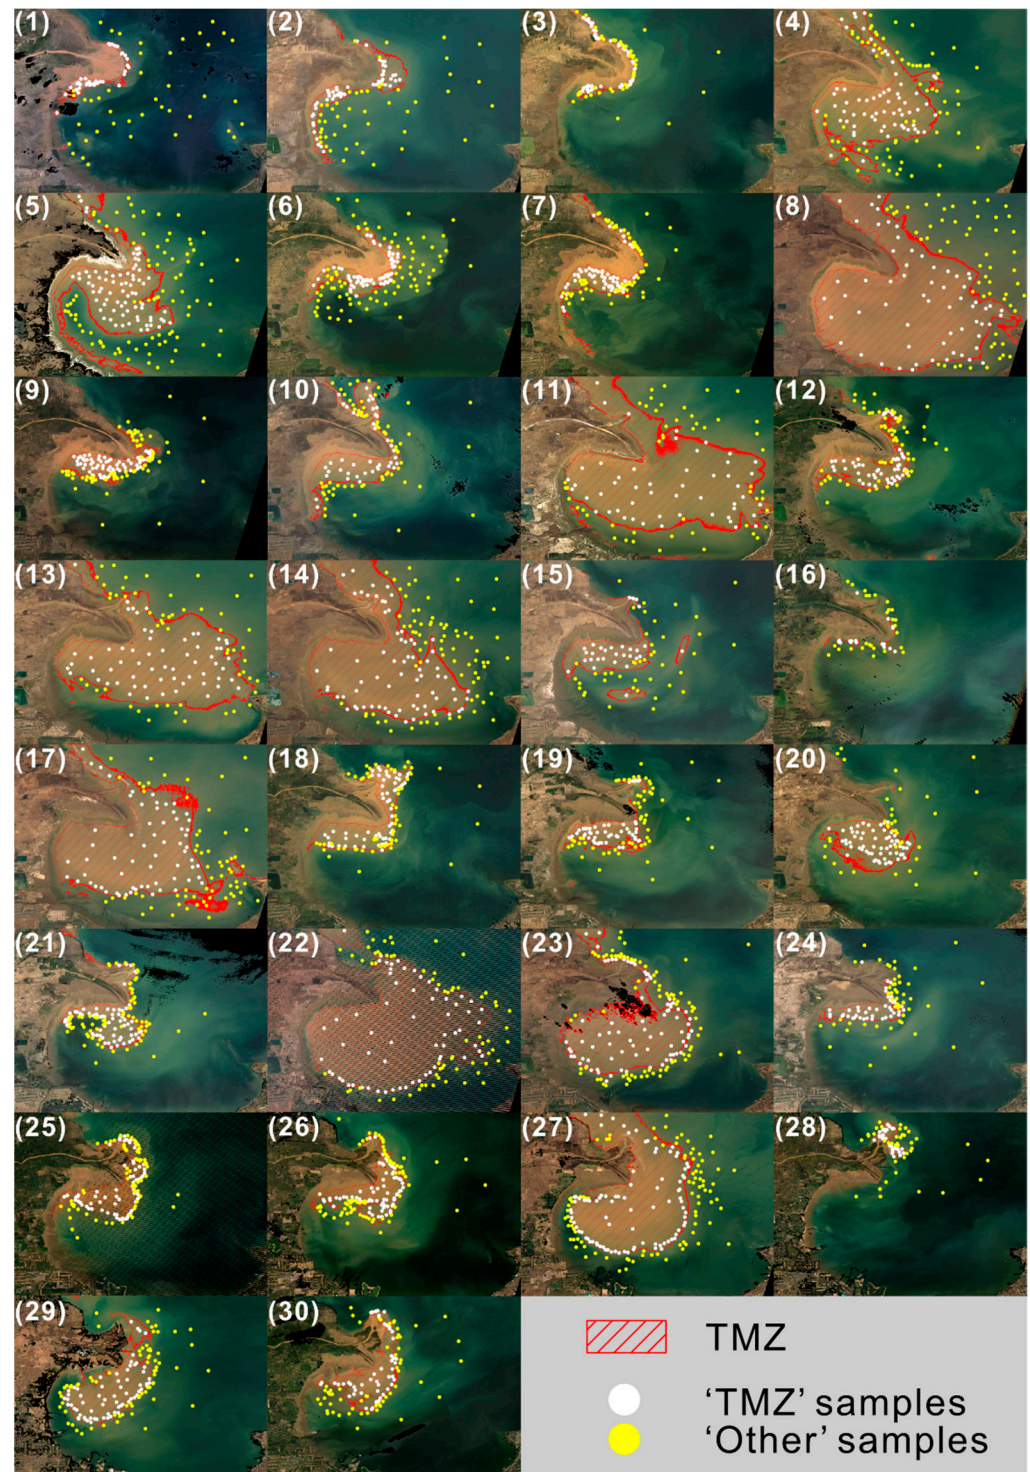 (1) (2) (3) (4)
(5) (6) (7) (8)
(9) (10) (11) (12)
(13) (14) (15) (16)
(17) (18) (19) (20)
(21) (22) (23) (24)
(25) (26) (27) (28)
(29) (30)
TMZ
‘TMZ’ samples
‘Other’ samples